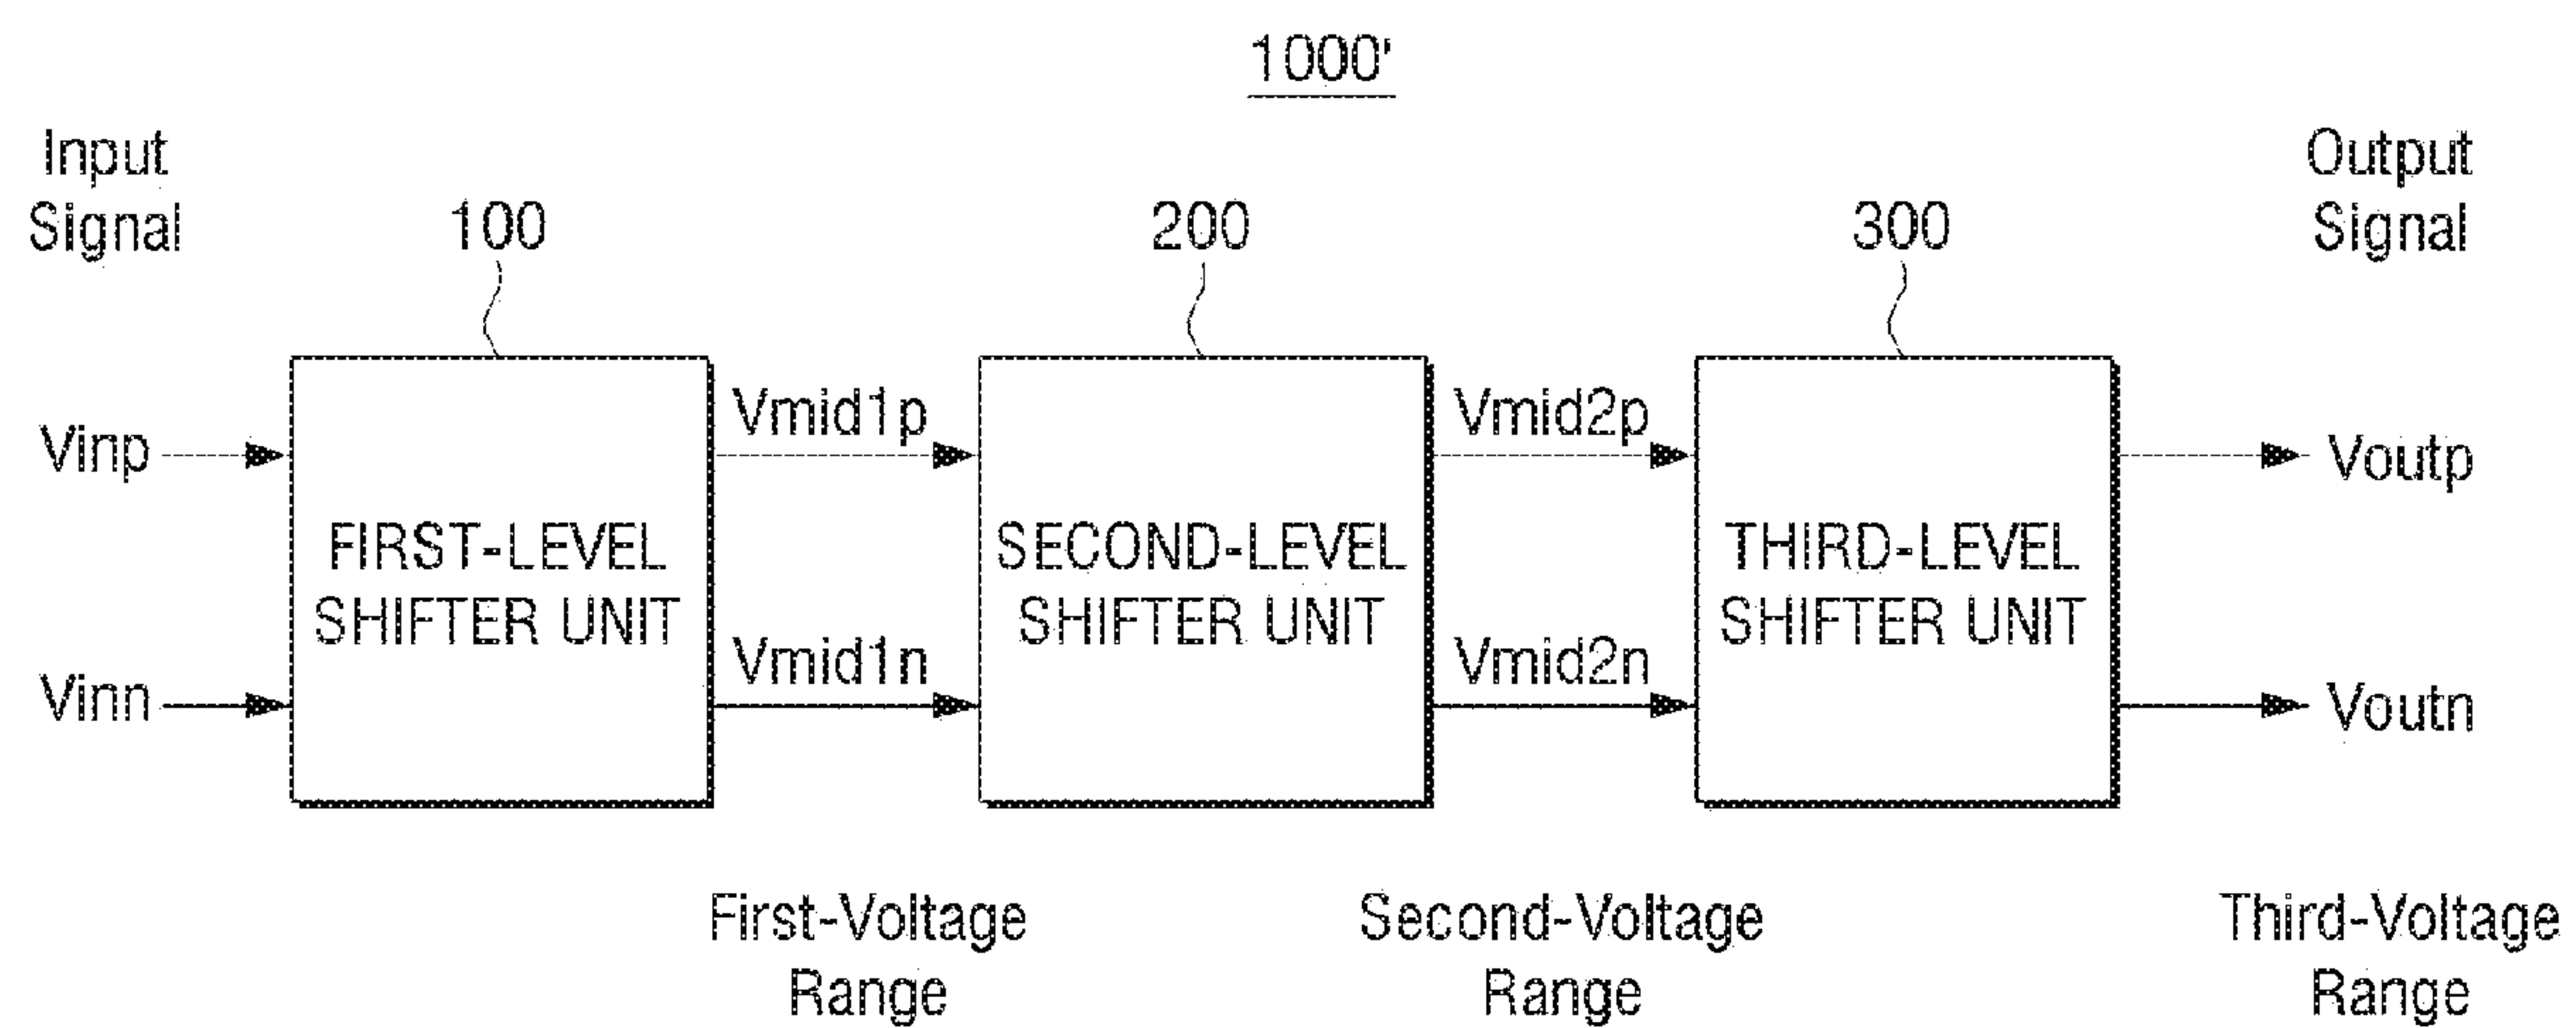 1000'
Input
Signal
Output
Signal
100
200
300
Vinp
Vmid1p
Vmid2p
Voutp
FIRST-LEVEL
SHIFTER UNIT
SECOND-LEVEL
SHIFTER UNIT
THIRD-LEVEL
SHIFTER UNIT
Vinn
Vmid1n
Vmid2n
Voutn
First-Voltage
Range
Second-Voltage
Range
Third-Voltage
Range